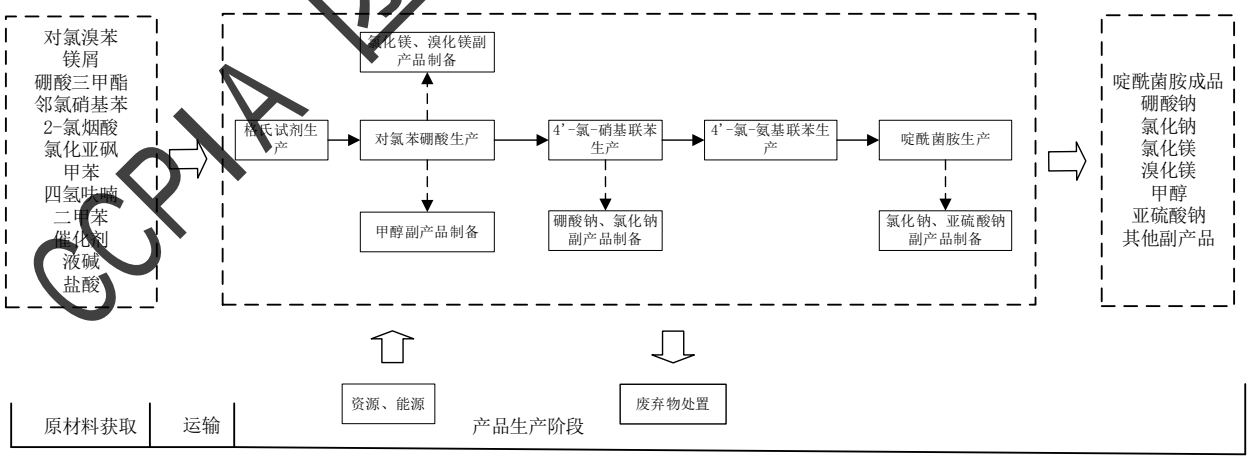 对氯溴苯
镁屑
硼酸三甲酯
邻氯硝基苯
2-氯烟酸
氯化亚砜
甲苯
四氢呋喃
二甲苯
催化剂
液碱
盐酸
氯化镁、溴化镁副
产品制备
格氏试剂生
产
对氯苯硼酸生产
4'-氯-硝基联苯
生产
4'-氯-氨基联苯生
产
啶酰菌胺生产
甲醇副产品制备
硼酸钠、氯化钠
副产品制备
氯化钠、亚硫酸钠
副产品制备
啶酰菌胺成品
硼酸钠
氯化钠
氯化镁
溴化镁
甲醇
亚硫酸钠
其他副产品
资源、能源
废弃物处置
原材料获取
运输
产品生产阶段
CCPIA